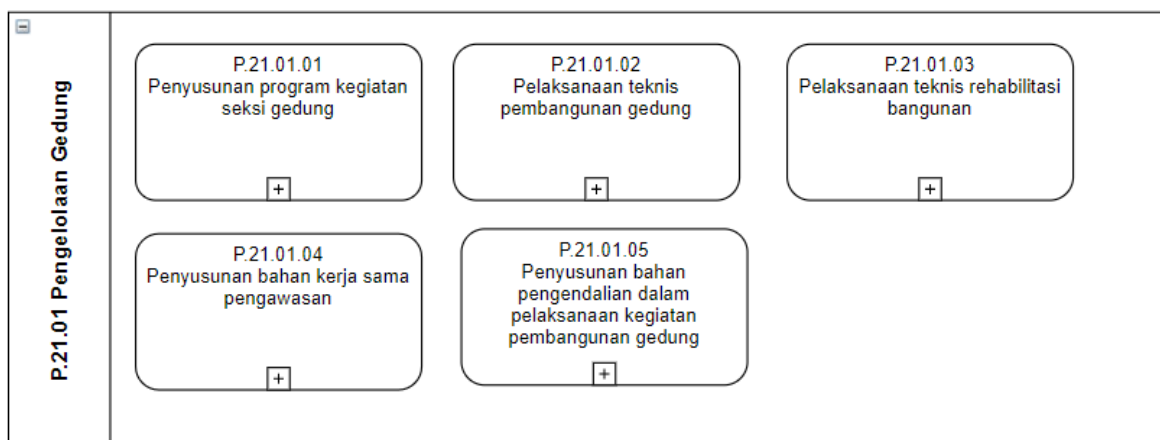 P.21.01 Pengelolaan Gedung
P.21.01.01
Penyusunan program kegiatan
seksi gedung
P.21.01.02
Pelaksanaan teknis
pembangunan gedung
P.21.01.03
Pelaksanaan teknis rehabilitasi
bangunan
P.21.01.04
Penyusunan bahan kerja sama
pengawasan
P.21.01.05
Penyusunan bahan
pengendalian dalam
pelaksanaan kegiatan
pembangunan gedung